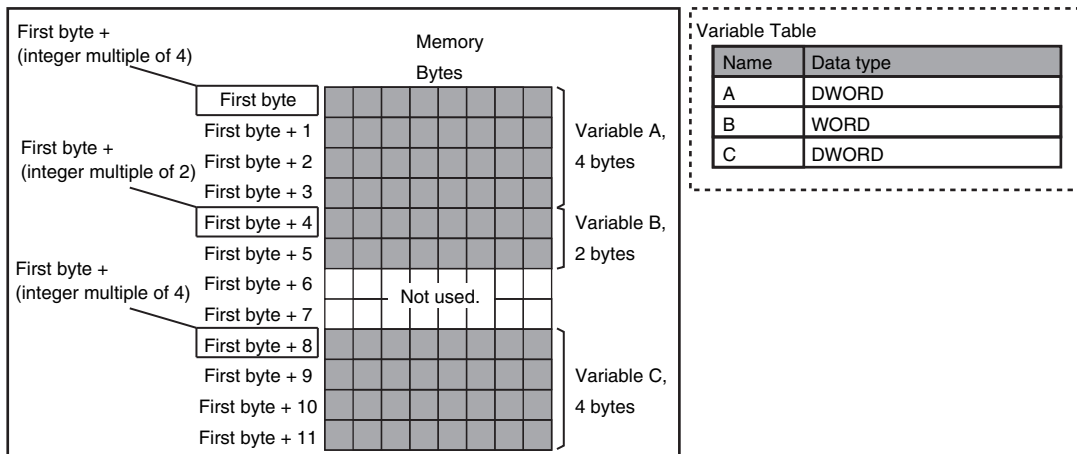 First byte +
(integer multiple of 4)
Memory
Bytes
First byte
First byte + 1
First byte + 2
First byte + 3
Variable A,
4 bytes
First byte +
(integer multiple of 2)
First byte + 4
First byte + 5
Variable B,
2 bytes
First byte +
(integer multiple of 4)
First byte + 6
First byte + 7
Not used.
First byte + 8
First byte + 9
First byte + 10
First byte + 11
Variable C,
4 bytes
Variable Table
Name Data type
A DWORD
B WORD
C DWORD